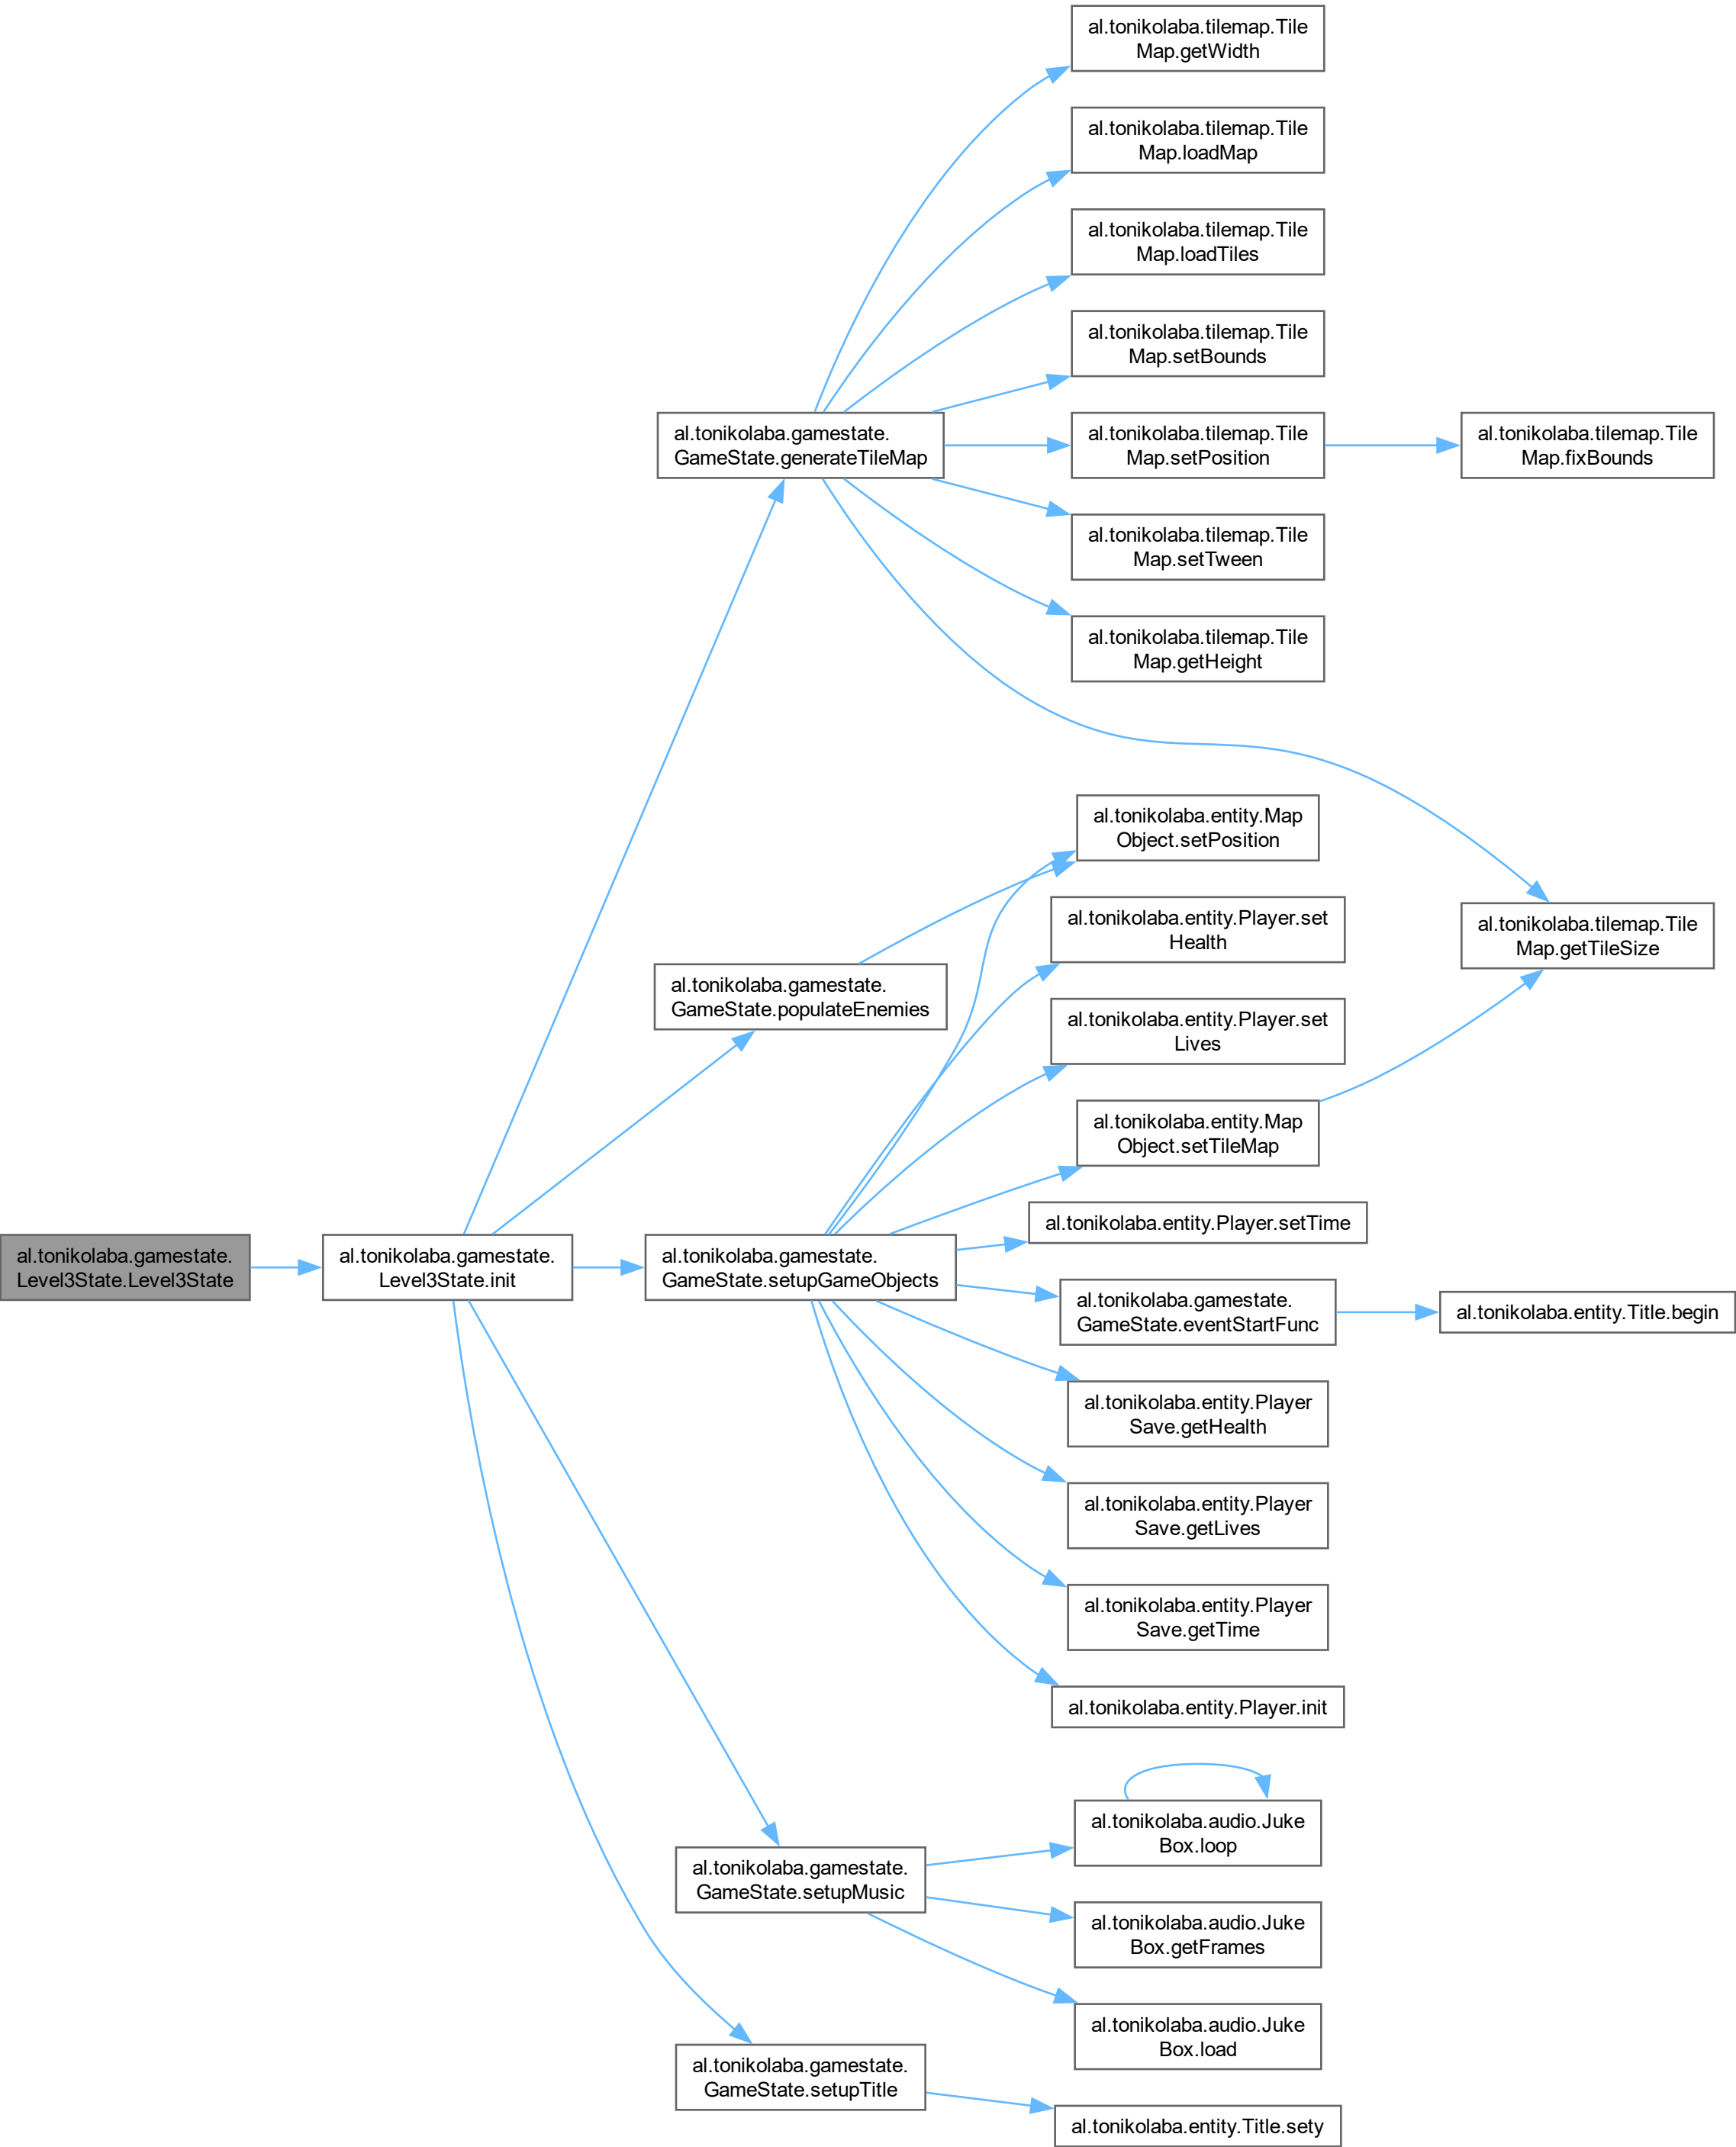 al.tonikolaba.tilemap.Tile
Map.getWidth
al.tonikolaba.tilemap.Tile
Map.loadMap
al.tonikolaba.tilemap.Tile
Map.loadTiles
al.tonikolaba.tilemap.Tile
Map.setBounds
al.tonikolaba.gamestate.
GameState.generateTileMap
al.tonikolaba.tilemap.Tile
Map.setPosition
al.tonikolaba.tilemap.Tile
Map.fixBounds
al.tonikolaba.tilemap.Tile
Map.setTween
al.tonikolaba.tilemap.Tile
Map.getHeight
al.tonikolaba.entity.Map
Object.setPosition
al.tonikolaba.entity.Player.set
Health
al.tonikolaba.tilemap.Tile
Map.getTileSize
al.tonikolaba.gamestate.
GameState.populateEnemies
al.tonikolaba.entity.Player.set
Lives
al.tonikolaba.entity.Map
Object.setTileMap
al.tonikolaba.entity.Player.setTime
al.tonikolaba.gamestate.
Level3State.Level3State
al.tonikolaba.gamestate.
Level3State.init
al.tonikolaba.gamestate.
GameState.setupGameObjects
al.tonikolaba.gamestate.
GameState.eventStartFunc
al.tonikolaba.entity.Title.begin
al.tonikolaba.entity.Player
Save.getHealth
al.tonikolaba.entity.Player
Save.getLives
al.tonikolaba.entity.Player
Save.getTime
al.tonikolaba.entity.Player.init
al.tonikolaba.audio.Juke
Box.loop
al.tonikolaba.gamestate.
GameState.setupMusic
al.tonikolaba.audio.Juke
Box.getFrames
al.tonikolaba.audio.Juke
Box.load
al.tonikolaba.gamestate.
GameState.setupTitle
al.tonikolaba.entity.Title.sety